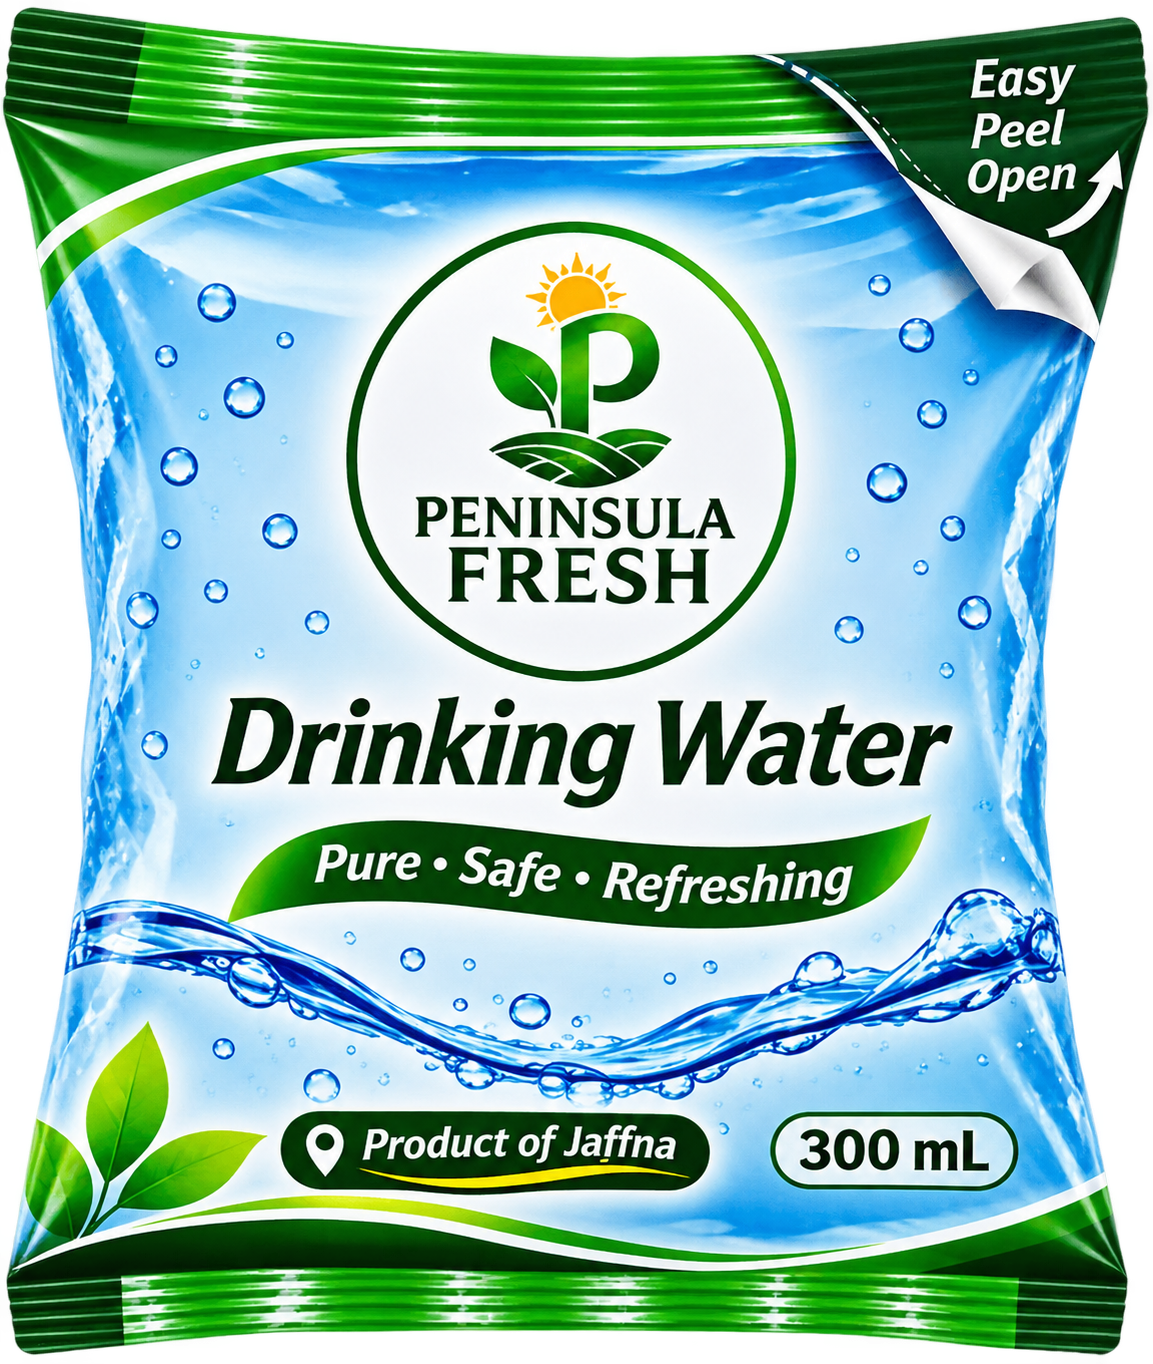 Easy
Peel
Open
PENINSULA
FRESH
Drinking Water
Pure • Safe • Refreshing
Product of Jaffna
300 mL